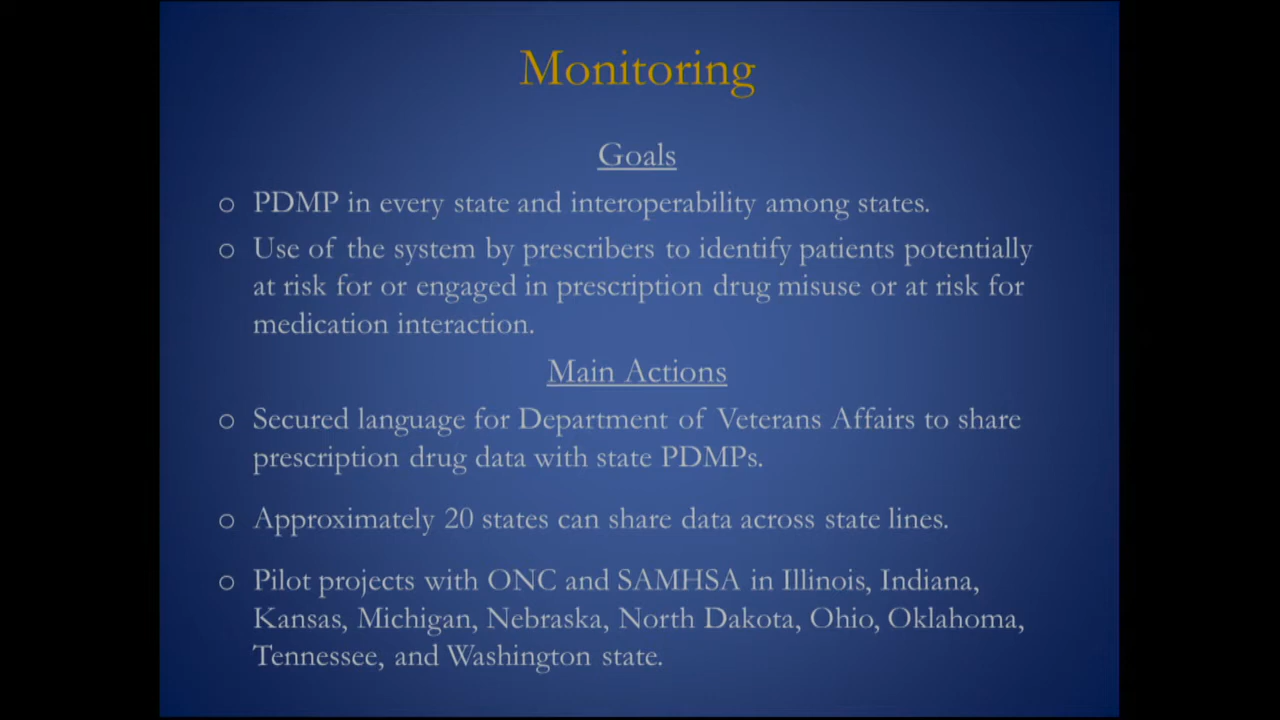 Monitoring
Goals
o PDMP in every state and interoperability among states.
o Use of the system by prescribers to identify patients potentially
at risk for or engaged in prescription drug misuse or at risk for
medication interaction.
Main Actions
o Secured language for Department of Veterans Affairs to share
prescription drug data with state PDMPs.
o Approximately 20 states can share data across state lines.
o Pilot projects with ONC and SAMHSA in Illinois, Indiana,
Kansas, Michigan, Nebraska, North Dakota, Ohio, Oklahoma,
Tennessee, and Washington state.